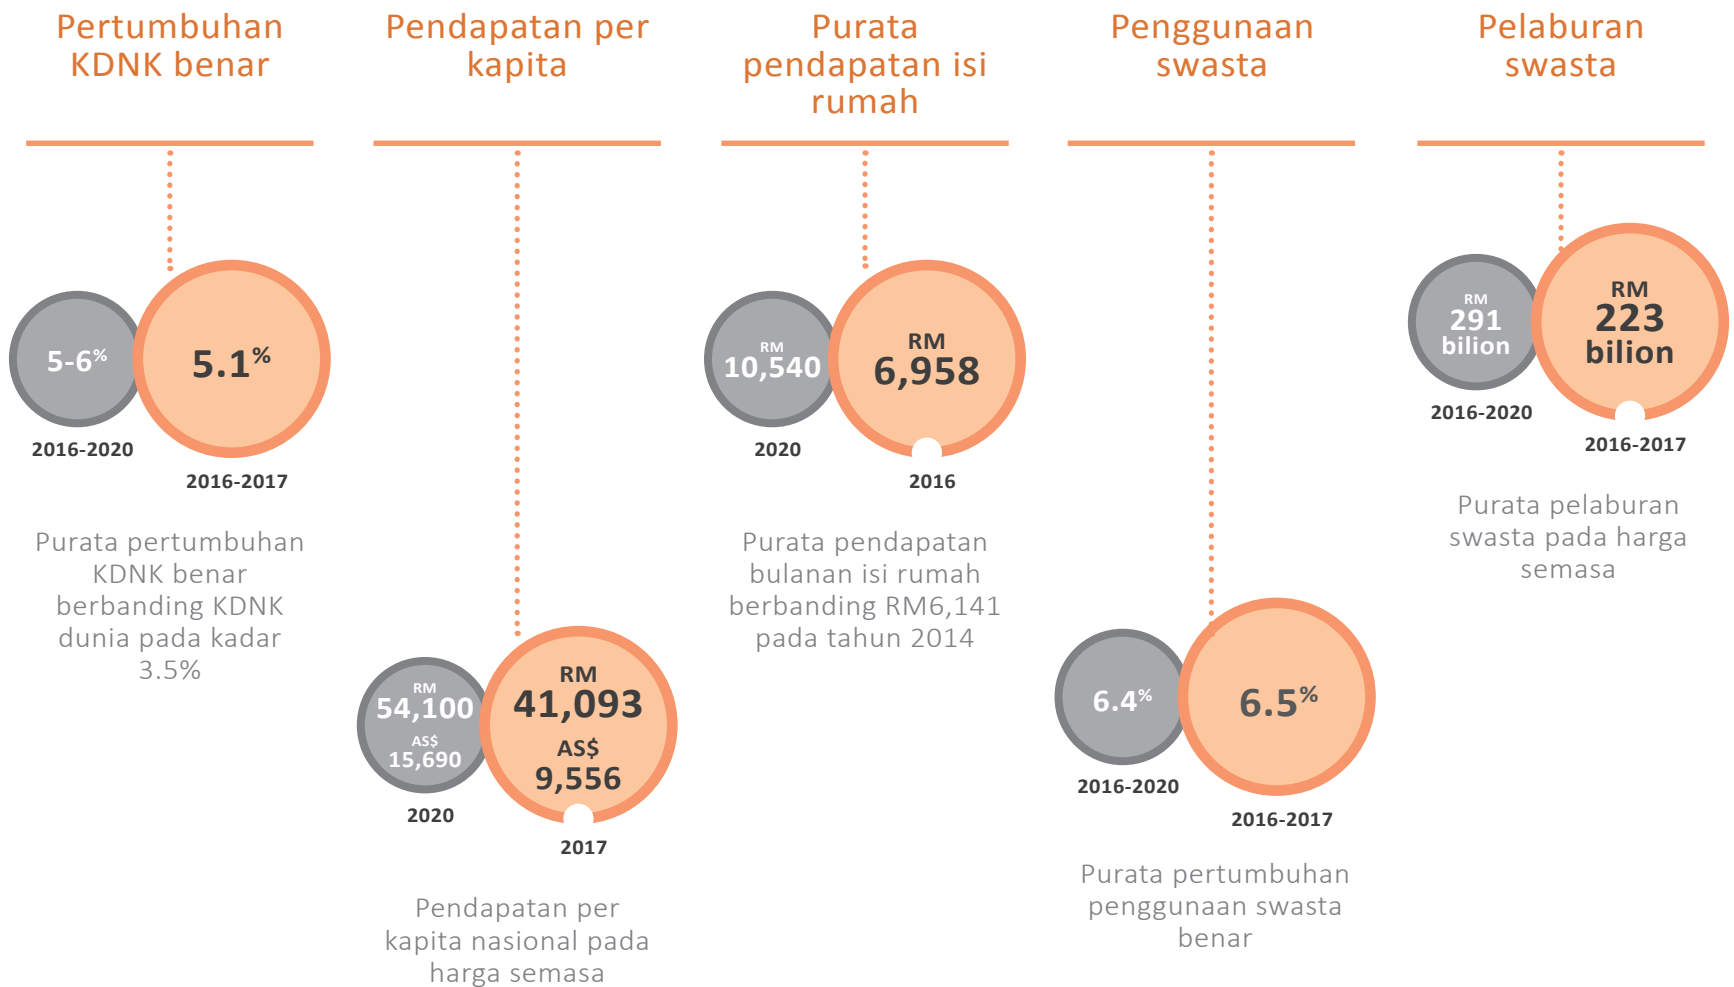 Pertumbuhan
KDNK benar
5-6%
2016-2020
5.1%
2016-2017
Purata pertumbuhan
KDNK benar
berbanding KDNK
dunia pada kadar
3.5%
Pendapatan per
kapita
RM
54,100
AS$
15,690
2020
RM
41,093
AS$
9,556
2017
Pendapatan per
kapita nasional pada
harga semasa
Purata
pendapatan isi
rumah
RM
10,540
2020
RM
6,958
2016
Purata pendapatan
bulanan isi rumah
berbanding RM6,141
pada tahun 2014
Penggunaan
swasta
6.4%
2016-2020
6.5%
2016-2017
Purata pertumbuhan
penggunaan swasta
benar
Pelaburan
swasta
RM
291
bilion
2016-2020
RM
223
bilion
2016-2017
Purata pelaburan
swasta pada harga
semasa